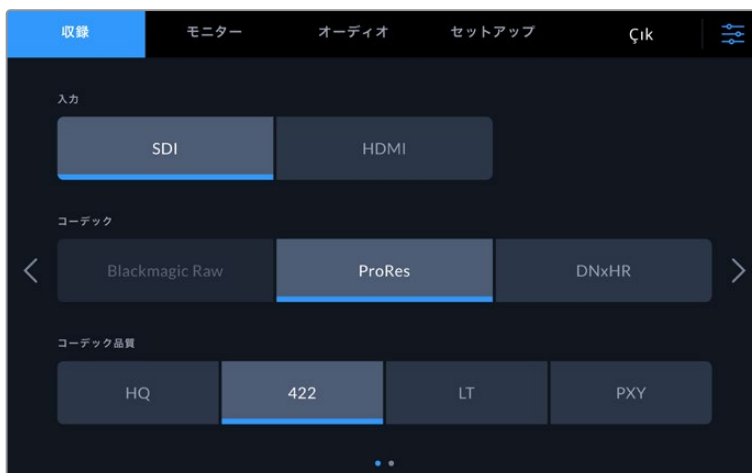 収録 モニター オーディオ セットアップ Çık
入力
SDI HDMI
コーデック
Blackmagic Raw ProRes DNxHR
コーデック品質
HQ 422 LT PXY